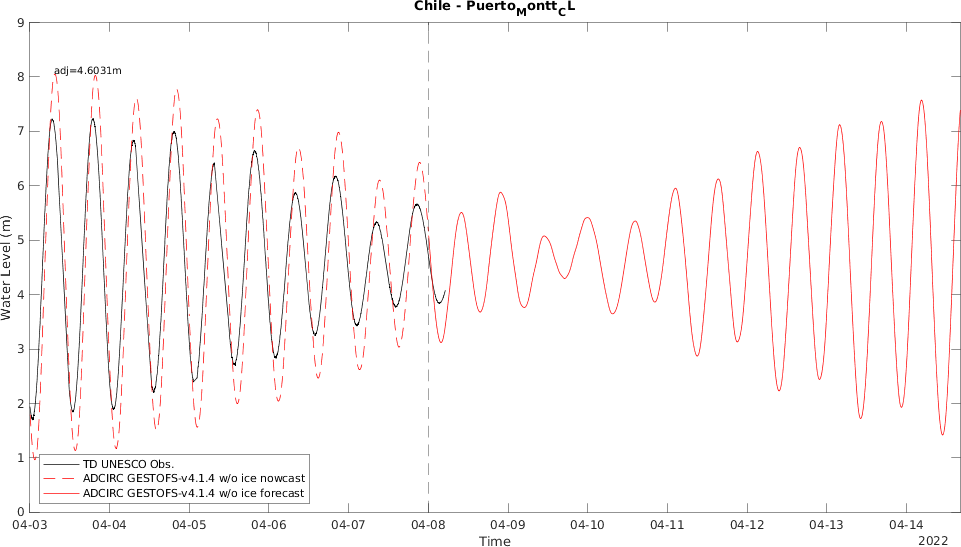 Chile - PuertoMonttCL
9
8
7
6
5
4
3
2
1
0
Water Level (m)
adj=4.6031m
TD UNESCO Obs.
ADCIRC GESTOFS-v4.1.4 w/o ice nowcast
ADCIRC GESTOFS-v4.1.4 w/o ice forecast
04-03 04-04 04-05 04-06 04-07 04-08 04-09 04-10 04-11 04-12 04-13 04-14
Time
2022